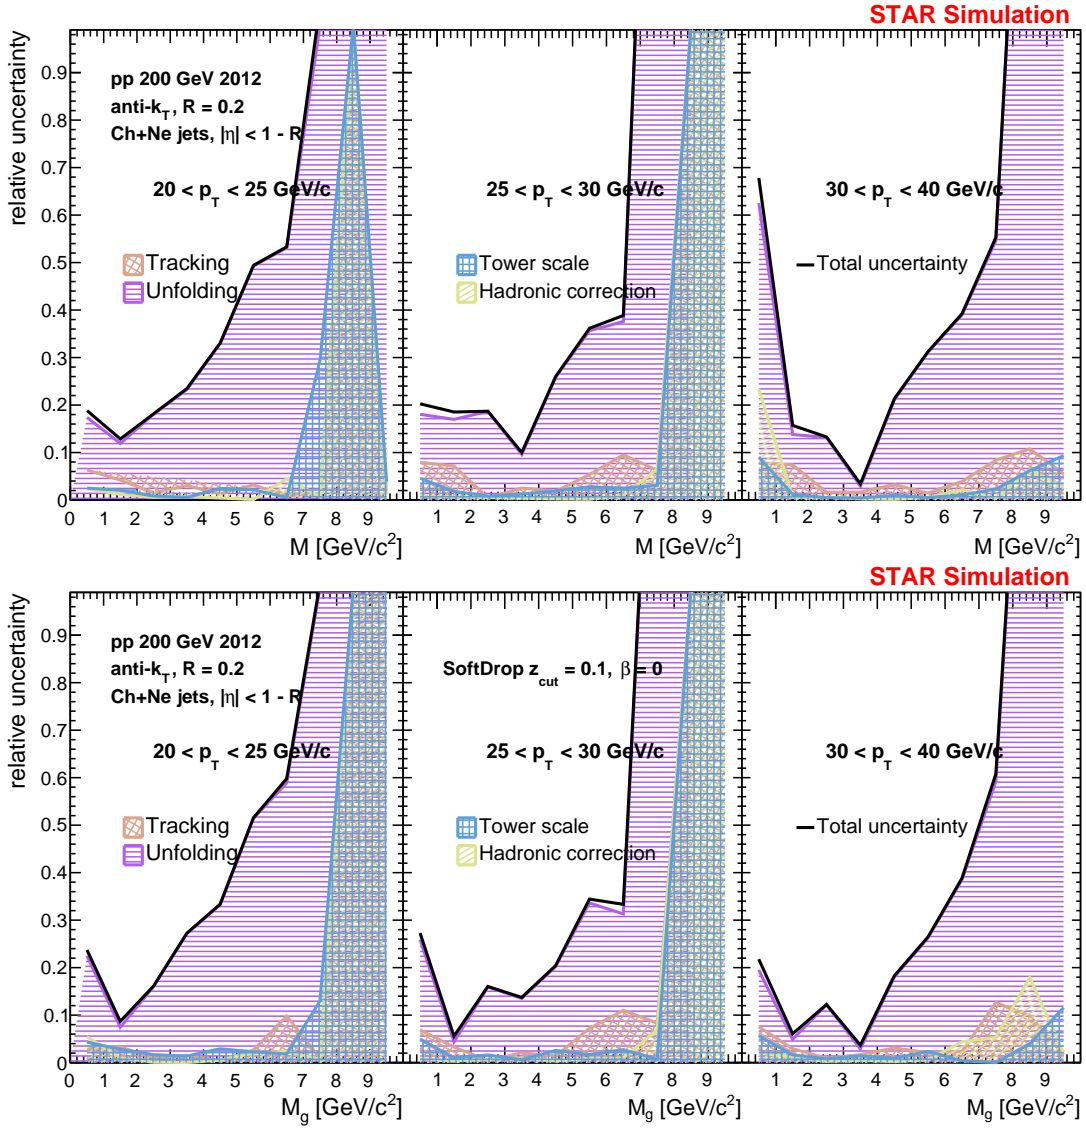 STAR Simulation
relative uncertainty
pp 200 GeV 2012
anti-k_T, R = 0.2
Ch+Ne jets, |η| < 1 - R
20 < p_T < 25 GeV/c
25 < p_T < 30 GeV/c
30 < p_T < 40 GeV/c
Tracking
Unfolding
Tower scale
Hadronic correction
Total uncertainty
0.9
0.8
0.7
0.6
0.5
0.4
0.3
0.2
0.1
0
0 1 2 3 4 5 6 7 8 9
1 2 3 4 5 6 7 8 9
1 2 3 4 5 6 7 8 9
M [GeV/c²]
M [GeV/c²]
M [GeV/c²]
STAR Simulation
relative uncertainty
pp 200 GeV 2012
anti-k_T, R = 0.2
Ch+Ne jets, |η| < 1 - R
SoftDrop z_cut = 0.1, β = 0
20 < p_T < 25 GeV/c
25 < p_T < 30 GeV/c
30 < p_T < 40 GeV/c
Tracking
Unfolding
Tower scale
Hadronic correction
Total uncertainty
0.9
0.8
0.7
0.6
0.5
0.4
0.3
0.2
0.1
0
0 1 2 3 4 5 6 7 8 9
1 2 3 4 5 6 7 8 9
1 2 3 4 5 6 7 8 9
M_g [GeV/c²]
M_g [GeV/c²]
M_g [GeV/c²]